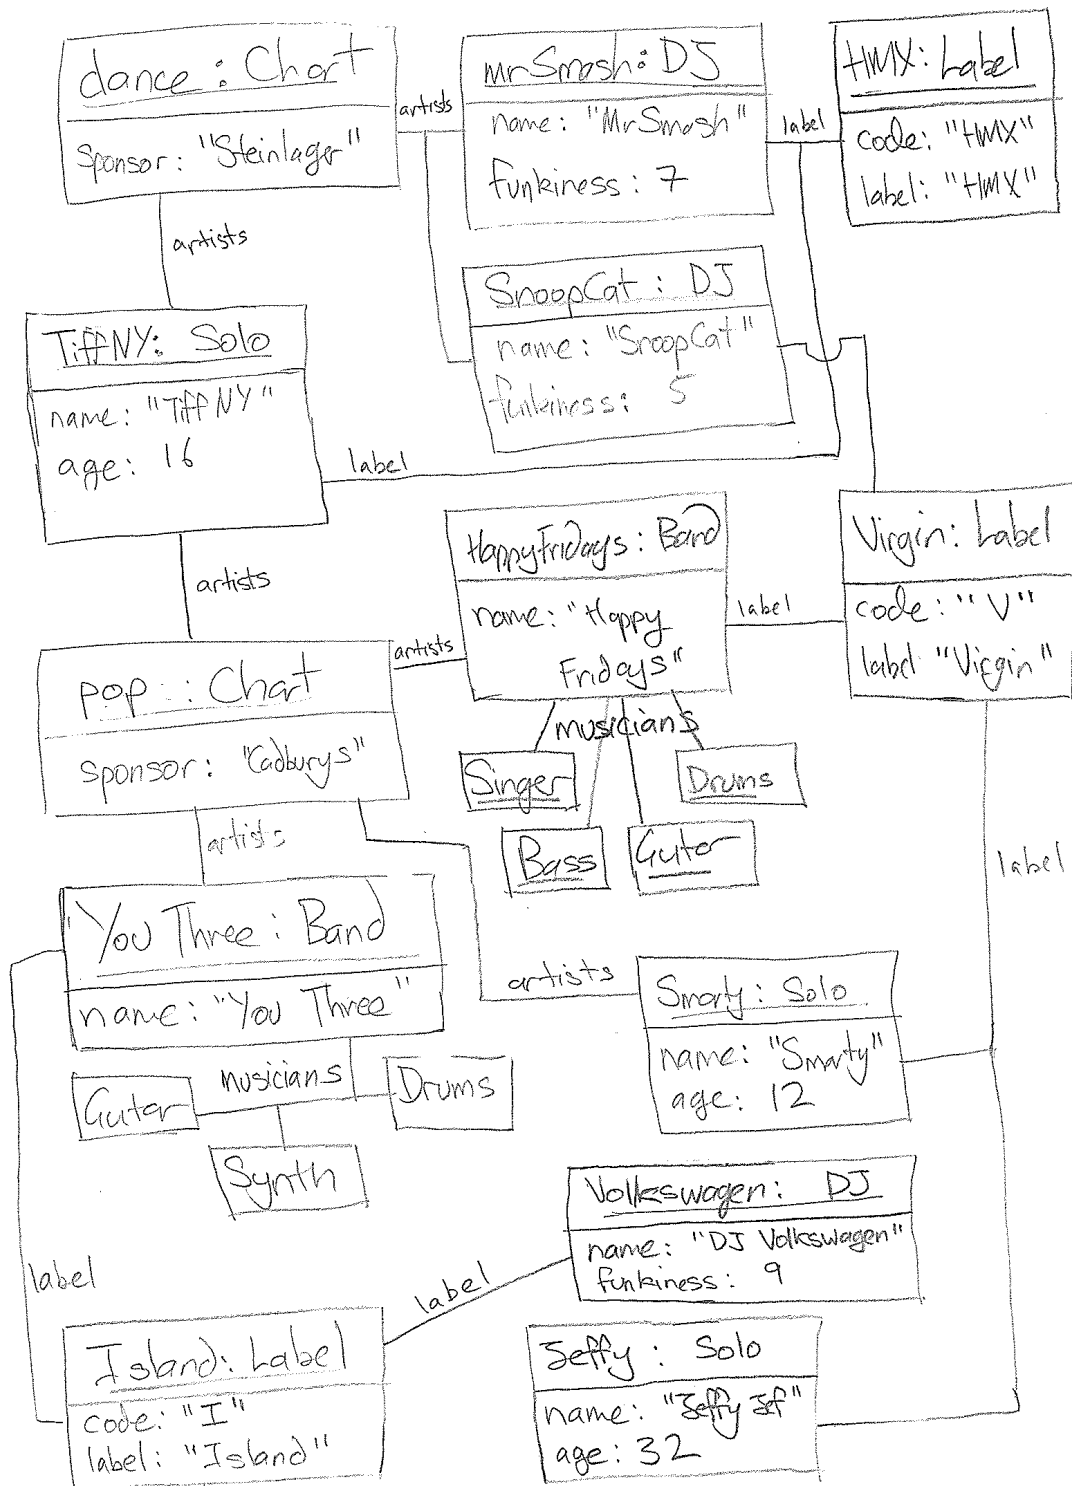 dance : Chart
sponsor: "Steinlager"
artists
mrSmash: DJ
name: "MrSmash"
funkiness : 7
label
HMX: Label
code: "HMX"
label: "HMX"
artists
SnoopCat : DJ
name: "SnoopCat"
funkiness: 5
TiffNY: Solo
name: "TiffNY"
age: 16
label
artists
HappyFridays: Band
name: "Happy
Fridays"
label
Virgin: Label
code: "V"
label "Virgin"
artists
pop : Chart
sponsor: "Cadburys"
musicians
Singer
Drums
Bass
Gutar
artists
label
You Three : Band
name: "You Three"
artists
Smarty: Solo
name: "Smarty"
age: 12
musicians
Gutar
Drums
Synth
Volkswagen: DJ
name: "DJ Volkswagen"
funkiness: 9
label
label
Island: Label
code: "I"
label: "Island"
Jeffy : Solo
name: "Jeffy Jef"
age: 32